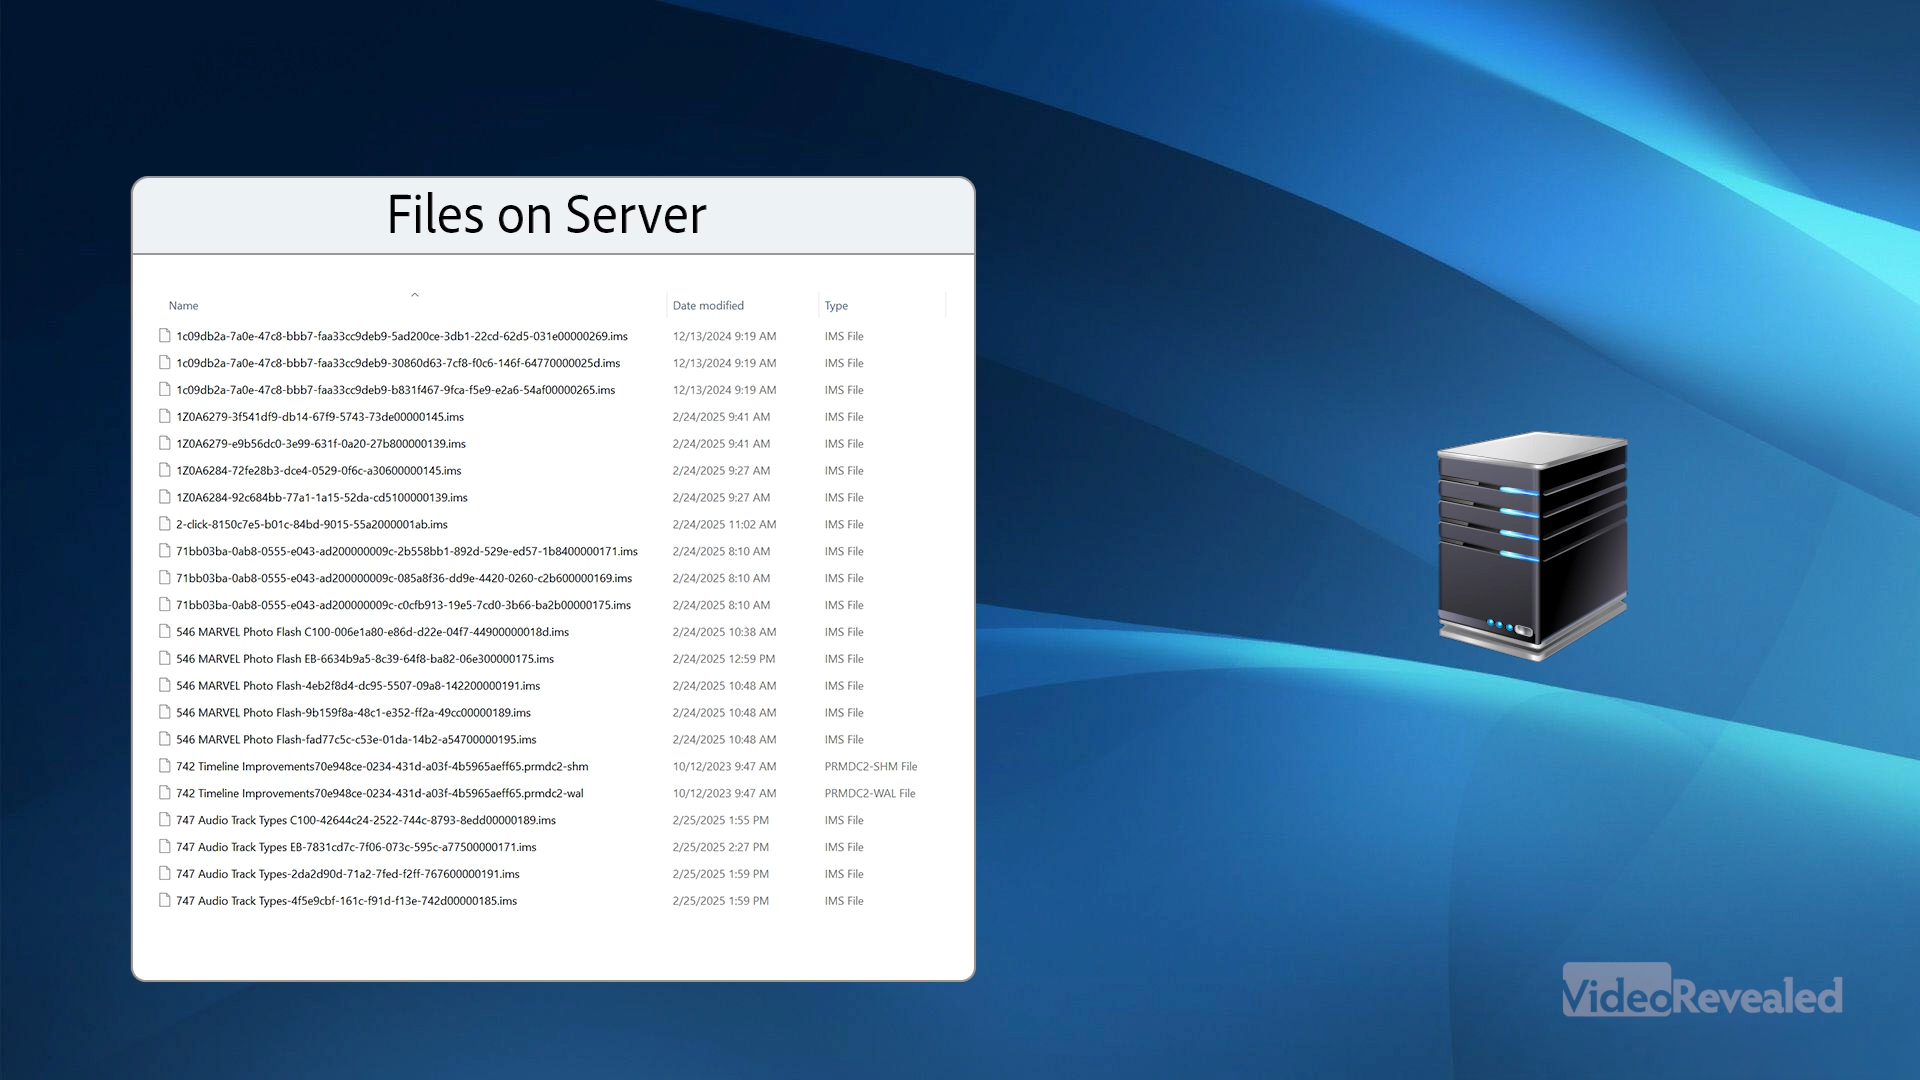 Files on Server
Name Date modified Type
1c09db2a-7a0e-47c8-bbb7-faa33cc9deb9-5ad200ce-3db1-22cd-62d5-031e00000269.ims 12/13/2024 9:19 AM IMS File
1c09db2a-7a0e-47c8-bbb7-faa33cc9deb9-30860d63-7cf8-f0c6-146f-64770000025d.ims 12/13/2024 9:19 AM IMS File
1c09db2a-7a0e-47c8-bbb7-faa33cc9deb9-b831f467-9fca-f5e9-e2a6-54af00000265.ims 12/13/2024 9:19 AM IMS File
1Z0A6279-3f541df9-db14-67f9-5743-73de00000145.ims 2/24/2025 9:41 AM IMS File
1Z0A6279-e9b56dc0-3e99-631f-0a20-27b800000139.ims 2/24/2025 9:41 AM IMS File
1Z0A6284-72fe28b3-dce4-0529-0f6c-a30600000145.ims 2/24/2025 9:27 AM IMS File
1Z0A6284-92c684bb-77a1-1a15-52da-cd5100000139.ims 2/24/2025 9:27 AM IMS File
2-click-8150c7e5-b01c-84bd-9015-55a2000001ab.ims 2/24/2025 11:02 AM IMS File
71bb03ba-0ab8-0555-e043-ad200000009c-2b558bb1-892d-529e-ed57-1b8400000171.ims 2/24/2025 8:10 AM IMS File
71bb03ba-0ab8-0555-e043-ad200000009c-085a8f36-dd9e-4420-0260-c2b600000169.ims 2/24/2025 8:10 AM IMS File
71bb03ba-0ab8-0555-e043-ad200000009c-c0cfb913-19e5-7cd0-3b66-ba2b00000175.ims 2/24/2025 8:10 AM IMS File
546 MARVEL Photo Flash C100-006e1a80-e86d-d22e-04f7-44900000018d.ims 2/24/2025 10:38 AM IMS File
546 MARVEL Photo Flash EB-6634b9a5-8c39-64f8-ba82-06e300000175.ims 2/24/2025 12:59 PM IMS File
546 MARVEL Photo Flash-4eb2f8d4-dc95-5507-09a8-142200000191.ims 2/24/2025 10:48 AM IMS File
546 MARVEL Photo Flash-9b159f8a-48c1-e352-ff2a-49cc00000189.ims 2/24/2025 10:48 AM IMS File
546 MARVEL Photo Flash-fad77c5c-c53e-01da-14b2-a54700000195.ims 2/24/2025 10:48 AM IMS File
742 Timeline Improvements70e948ce-0234-431d-a03f-4b5965aeff65.prmdc2-shm 10/12/2023 9:47 AM PRMDC2-SHM File
742 Timeline Improvements70e948ce-0234-431d-a03f-4b5965aeff65.prmdc2-wal 10/12/2023 9:47 AM PRMDC2-WAL File
747 Audio Track Types C100-42644c24-2522-744c-8793-8edd00000189.ims 2/25/2025 1:55 PM IMS File
747 Audio Track Types EB-7831cd7c-7f06-073c-595c-a77500000171.ims 2/25/2025 2:27 PM IMS File
747 Audio Track Types-2da2d90d-71a2-7fed-f2ff-767600000191.ims 2/25/2025 1:59 PM IMS File
747 Audio Track Types-4f5e9cbf-161c-f91d-f13e-742d00000185.ims 2/25/2025 1:59 PM IMS File
VideoRevealed